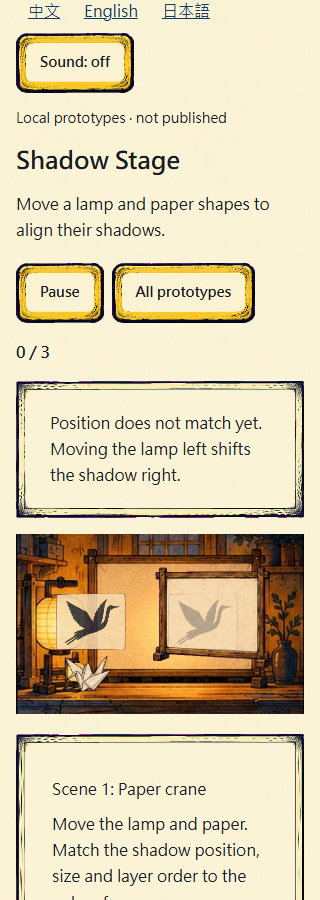 中文 English 日本語
Sound: off
Local prototypes · not published
Shadow Stage
Move a lamp and paper shapes to
align their shadows.
Pause All prototypes
0 / 3
Position does not match yet.
Moving the lamp left shifts
the shadow right.
Scene 1: Paper crane
Move the lamp and paper.
Match the shadow position,
size and layer order to the